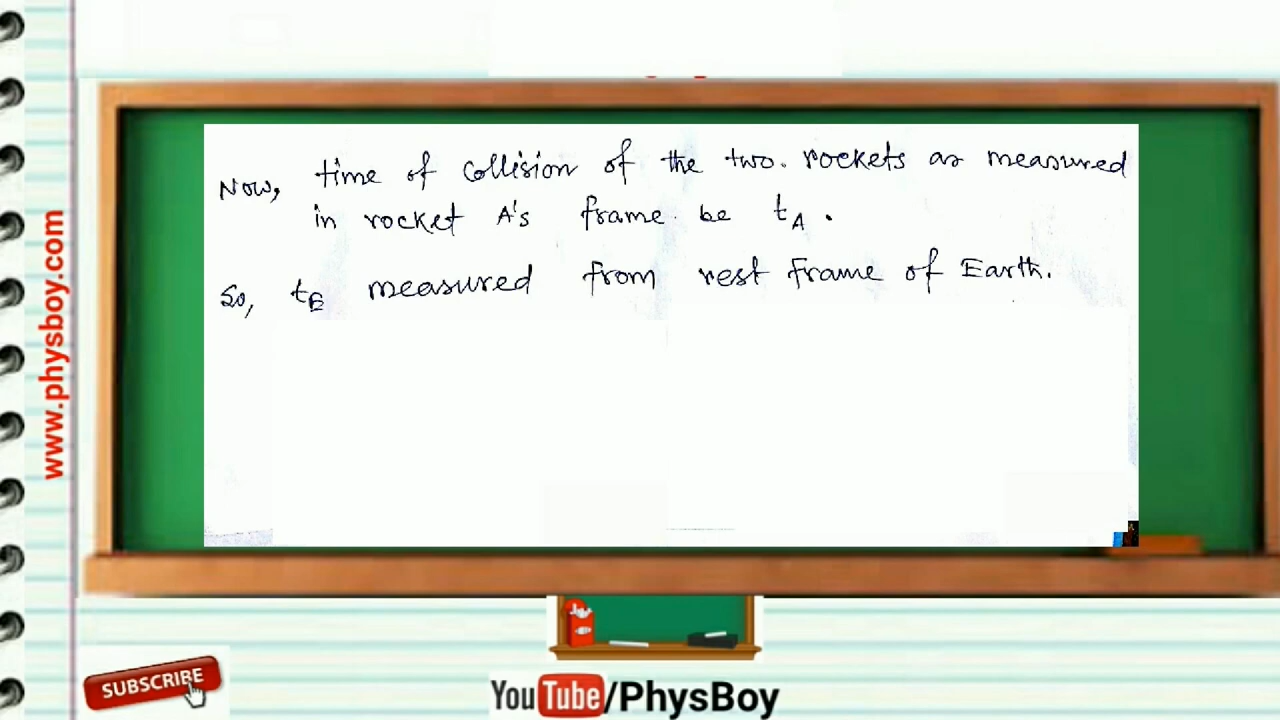 Now, time of collision of the two. rockets as measured
in rocket A's frame be tA.
So, tE measured from rest frame of Earth.
www.physboy.com
SUBSCRIBE
YouTube/PhysBoy